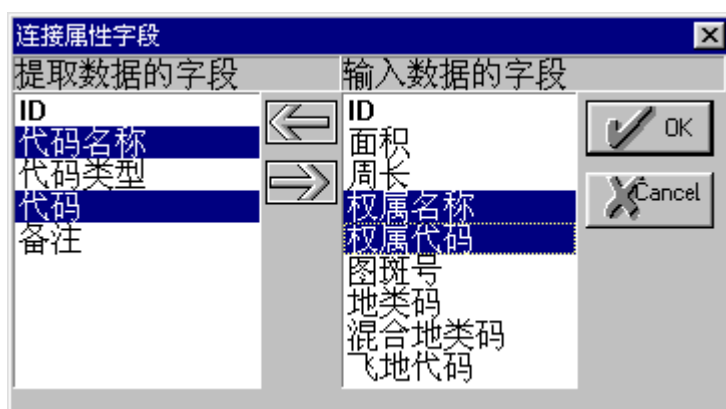 连接属性字段
提取数据的字段
输入数据的字段
ID
代码名称
代码类型
代码
备注
ID
面积
周长
权属名称
权属代码
图斑号
地类码
混合地类码
飞地代码
OK
Cancel